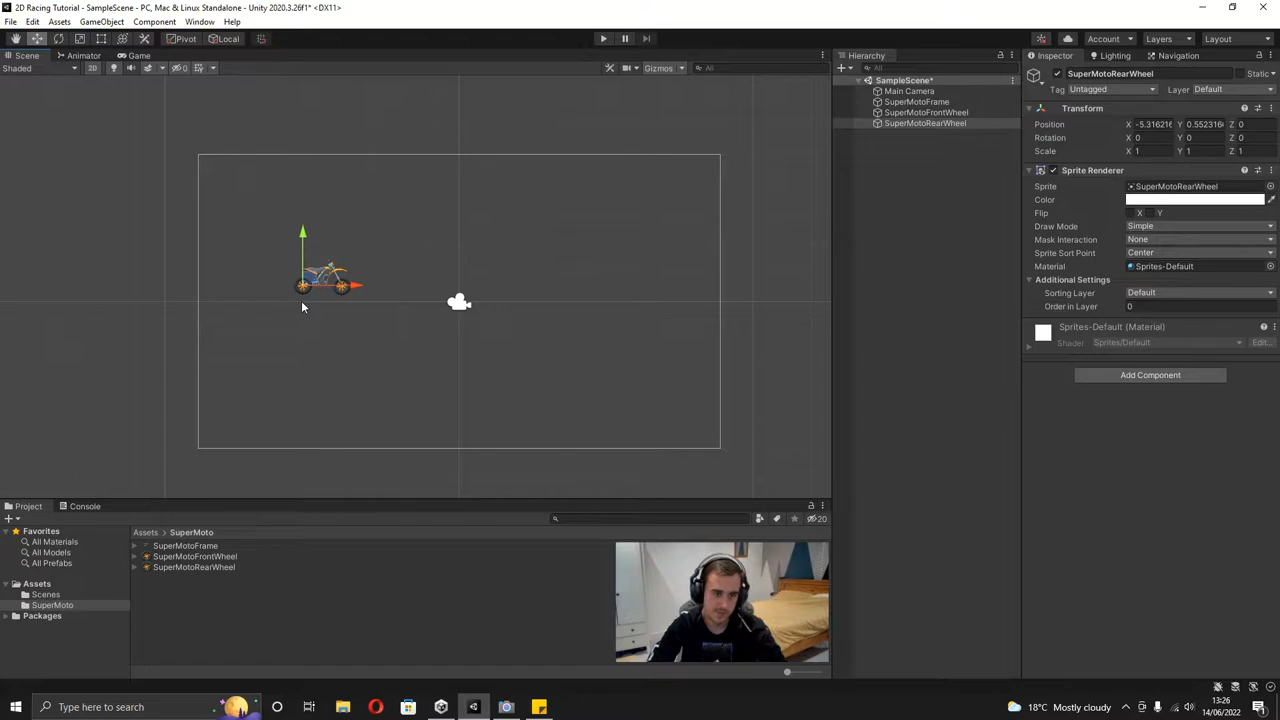 2D Racing Tutorial - SampleScene - PC, Mac & Linux Standalone - Unity 2020.3.26f1* <DX11>
File Edit Assets GameObject Component Window Help
Pivot Local Account Layers Layout
Scene Animator Game
Shaded 2D 0 Gizmos All
Hierarchy
All
SampleScene*
Main Camera
SuperMotoFrame
SuperMotoFrontWheel
SuperMotoRearWheel
Inspector Lighting Navigation
SuperMotoRearWheel Static
Tag Untagged Layer Default
Transform
Position X -5.316216 Y 0.552316 Z 0
Rotation X 0 Y 0 Z 0
Scale X 1 Y 1 Z 1
Sprite Renderer
Sprite SuperMotoRearWheel
Color
Flip X Y
Draw Mode Simple
Mask Interaction None
Sprite Sort Point Center
Material Sprites-Default
Additional Settings
Sorting Layer Default
Order in Layer 0
Sprites-Default (Material)
Shader Sprites/Default Edit...
Add Component
Project Console
20
Favorites
All Materials
All Models
All Prefabs
Assets
Scenes
SuperMoto
Packages
Assets > SuperMoto
SuperMotoFrame
SuperMotoFrontWheel
SuperMotoRearWheel
Type here to search
18°C Mostly cloudy
13:26
14/06/2022